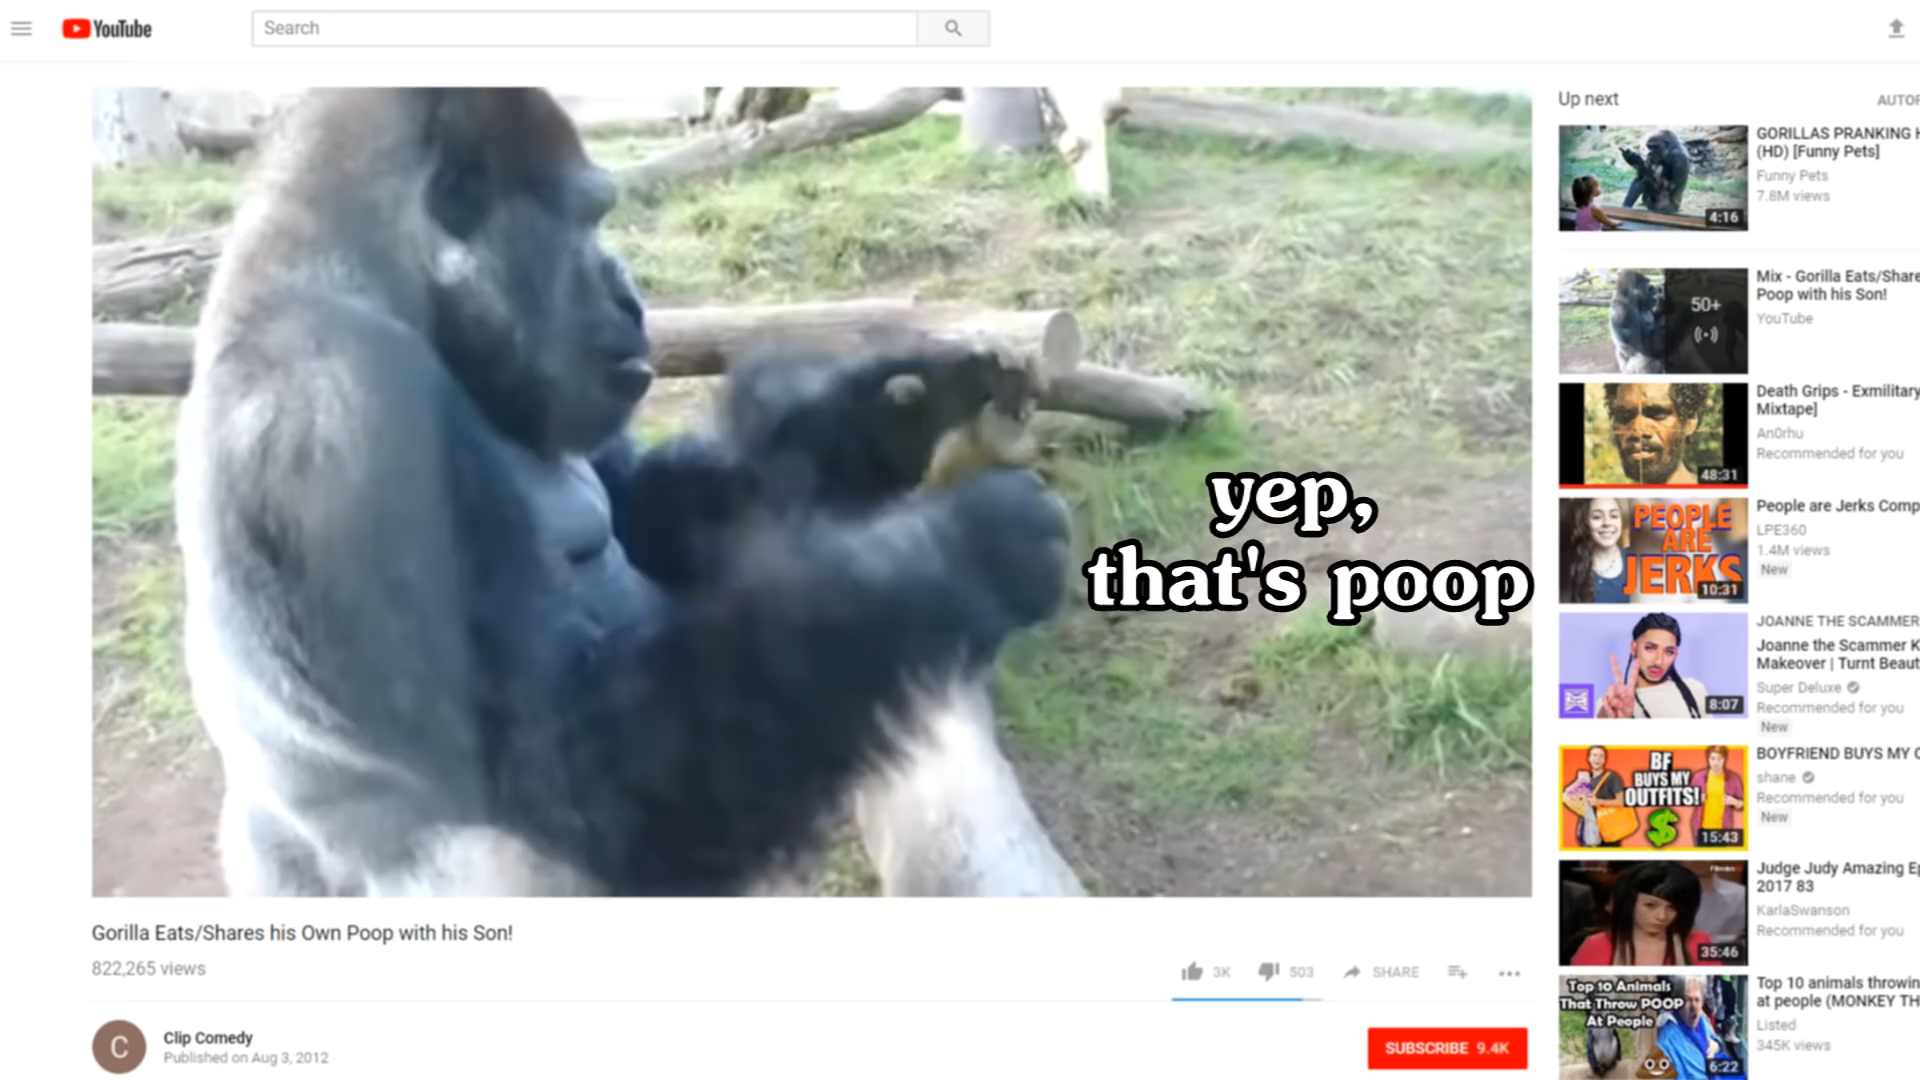 YouTube
Search
yep,
that's poop
Gorilla Eats/Shares his Own Poop with his Son!
822,265 views
3K
503
SHARE
C
Clip Comedy
Published on Aug 3, 2012
SUBSCRIBE 9.4K
Up next
4:16
GORILLAS PRANKING
(HD) [Funny Pets]
Funny Pets
7.8M views
50+
Mix - Gorilla Eats/Share
Poop with his Son!
YouTube
48:31
Death Grips - Exmilitary
Mixtape]
An0rhu
Recommended for you
PEOPLE
ARE
JERKS
10:31
People are Jerks Comp
LPE360
1.4M views
New
8:07
JOANNE THE SCAMMER
Joanne the Scammer K
Makeover | Turnt Beaut
Super Deluxe
Recommended for you
New
BF
BUYS MY
OUTFITS!
15:43
BOYFRIEND BUYS MY
shane
Recommended for you
New
35:46
Judge Judy Amazing Ep
2017 83
KarlaSwanson
Recommended for you
Top 10 Animals
That Throw POOP
At People
6:22
Top 10 animals throwin
at people (MONKEY TH
Listed
345K views